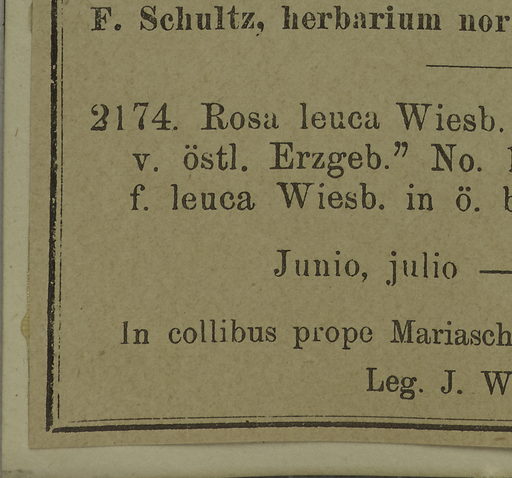 F. Schultz, herbarium nor
2174. Rosa leuca Wiesb.
v. östl. Erzgeb.” No.
f. leuca Wiesb. in ö. b
Junio, julio —
In collibus prope Mariasch
Leg. J. W